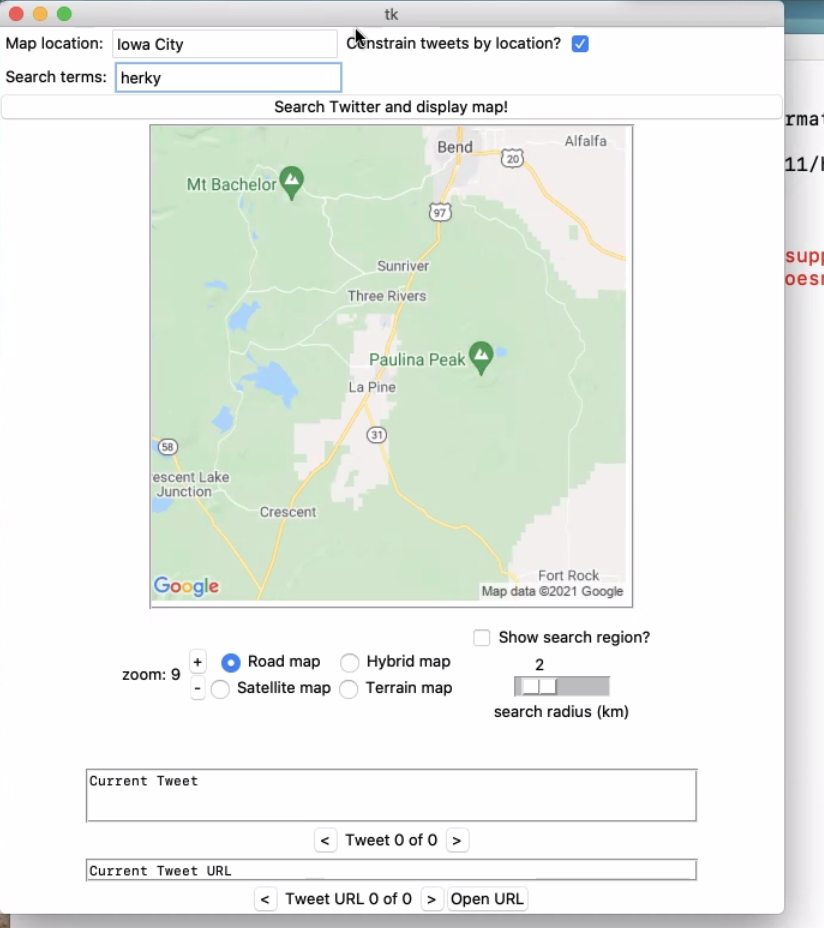 tk
Map location: Iowa City
Constrain tweets by location?
Search terms: herky
Search Twitter and display map!
Bend
Alfalfa
20
Mt Bachelor
97
Sunriver
Three Rivers
Paulina Peak
La Pine
31
58
escent Lake
Junction
Crescent
Fort Rock
Google
Map data ©2021 Google
Show search region?
zoom: 9
+
-
Road map
Hybrid map
Satellite map
Terrain map
2
search radius (km)
Current Tweet
< Tweet 0 of 0 >
Current Tweet URL
< Tweet URL 0 of 0 > Open URL
rmat
11/
supp
oesn